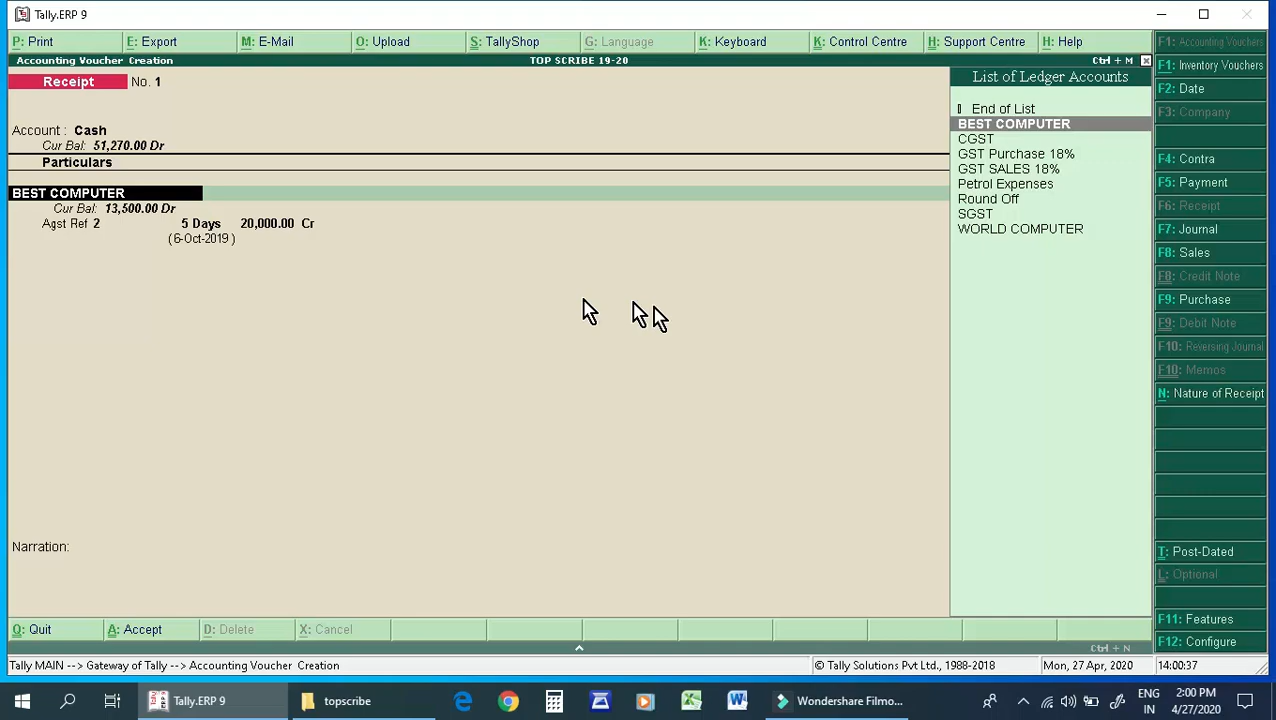 Tally.ERP 9
P: Print
E: Export
M: E-Mail
O: Upload
S: TallyShop
G: Language
K: Keyboard
K: Control Centre
H: Support Centre
H: Help
Accounting Voucher Creation
TOP SCRIBE 19-20
Ctrl + M
Receipt No. 1
Account : Cash
Cur Bal: 51,270.00 Dr
Particulars
BEST COMPUTER
Cur Bal: 13,500.00 Dr
Agst Ref 2 5 Days 20,000.00 Cr
(6-Oct-2019)
Narration:
List of Ledger Accounts
End of List
BEST COMPUTER
CGST
GST Purchase 18%
GST SALES 18%
Petrol Expenses
Round Off
SGST
WORLD COMPUTER
F1: Accounting Vouchers
F1: Inventory Vouchers
F2: Date
F3: Company
F4: Contra
F5: Payment
F6: Receipt
F7: Journal
F8: Sales
F8: Credit Note
F9: Purchase
F9: Debit Note
F10: Reversing Journal
F10: Memos
N: Nature of Receipt
T: Post-Dated
L: Optional
F11: Features
F12: Configure
Q: Quit
A: Accept
D: Delete
X: Cancel
Ctrl + N
Tally MAIN --> Gateway of Tally --> Accounting Voucher Creation
© Tally Solutions Pvt Ltd., 1988-2018
Mon, 27 Apr, 2020
14:00:37
Tally.ERP 9
topscribe
Wondershare Filmo...
ENG
IN
2:00 PM
4/27/2020